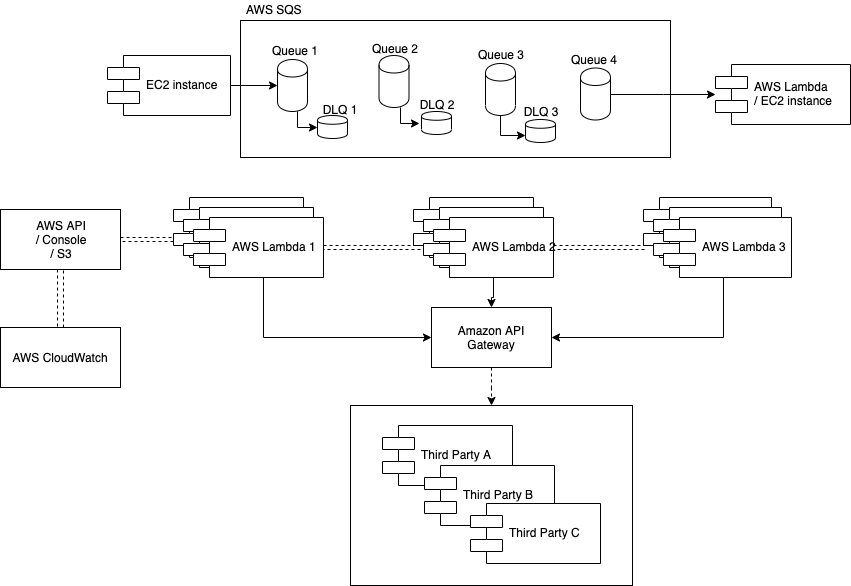 AWS SQS
Queue 1
Queue 2
Queue 3
Queue 4
EC2 instance
DLQ 1
DLQ 2
DLQ 3
AWS Lambda
/ EC2 instance
AWS API
/ Console
/ S3
AWS Lambda 1
AWS Lambda 2
AWS Lambda 3
AWS CloudWatch
Amazon API
Gateway
Third Party A
Third Party B
Third Party C